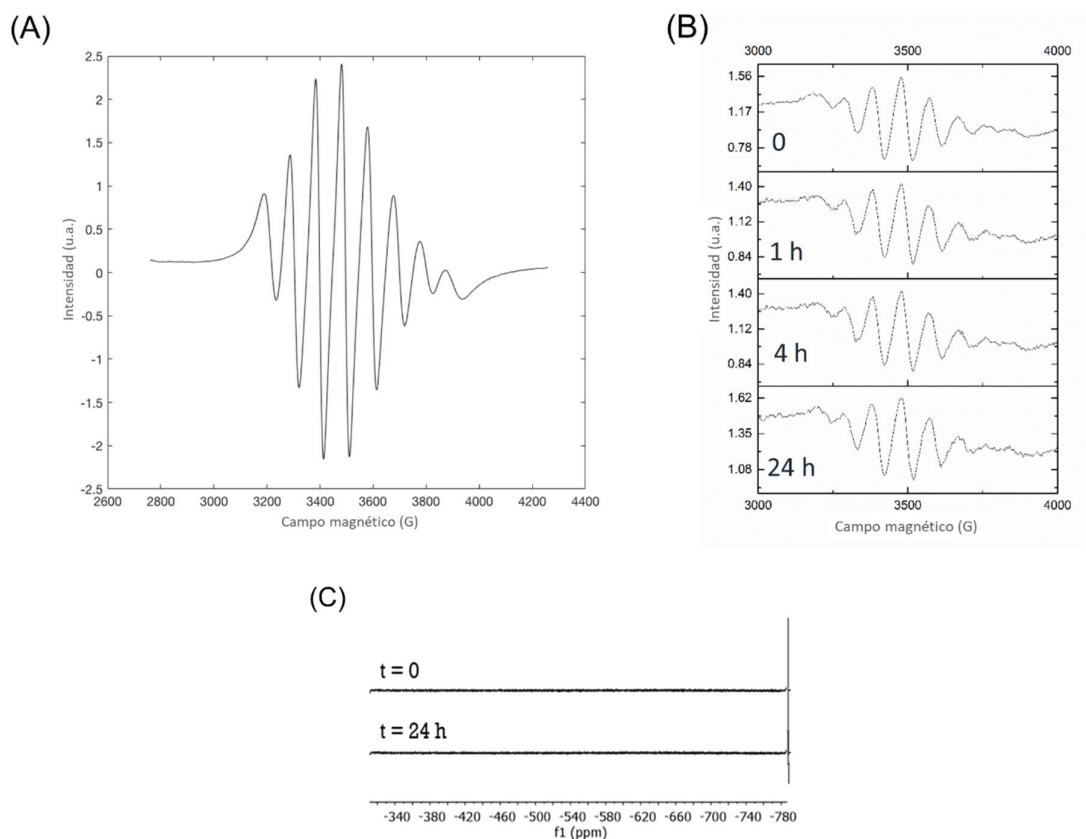 (A)
2.5
2
1.5
1
0.5
0
-0.5
-1
-1.5
-2
-2.5
Intensidad (u.a.)
2600 2800 3000 3200 3400 3600 3800 4000 4200 4400
Campo magnético (G)
(B)
3000 3500 4000
1.56
1.17
0.78
0
1.40
1.12
0.84
1 h
1.40
1.12
0.84
4 h
1.62
1.35
1.08
24 h
Intensidad (u.a.)
3000 3500 4000
Campo magnético (G)
(C)
t = 0
t = 24 h
-340 -380 -420 -460 -500 -540 -580 -620 -660 -700 -740 -780
f1 (ppm)